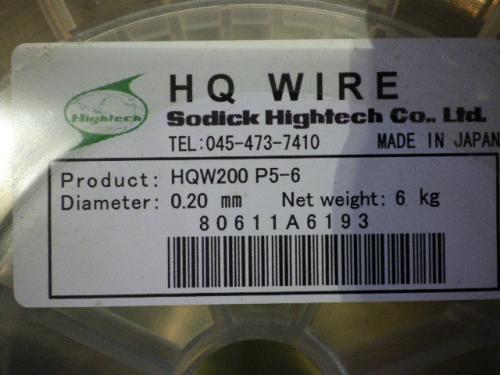 HQ WIRE
Hightech
Sodick Hightech Co., Ltd.
TEL:045-473-7410 MADE IN JAPAN
Product: HQW200 P5-6
Diameter: 0.20 mm Net weight: 6 kg
80611A6193